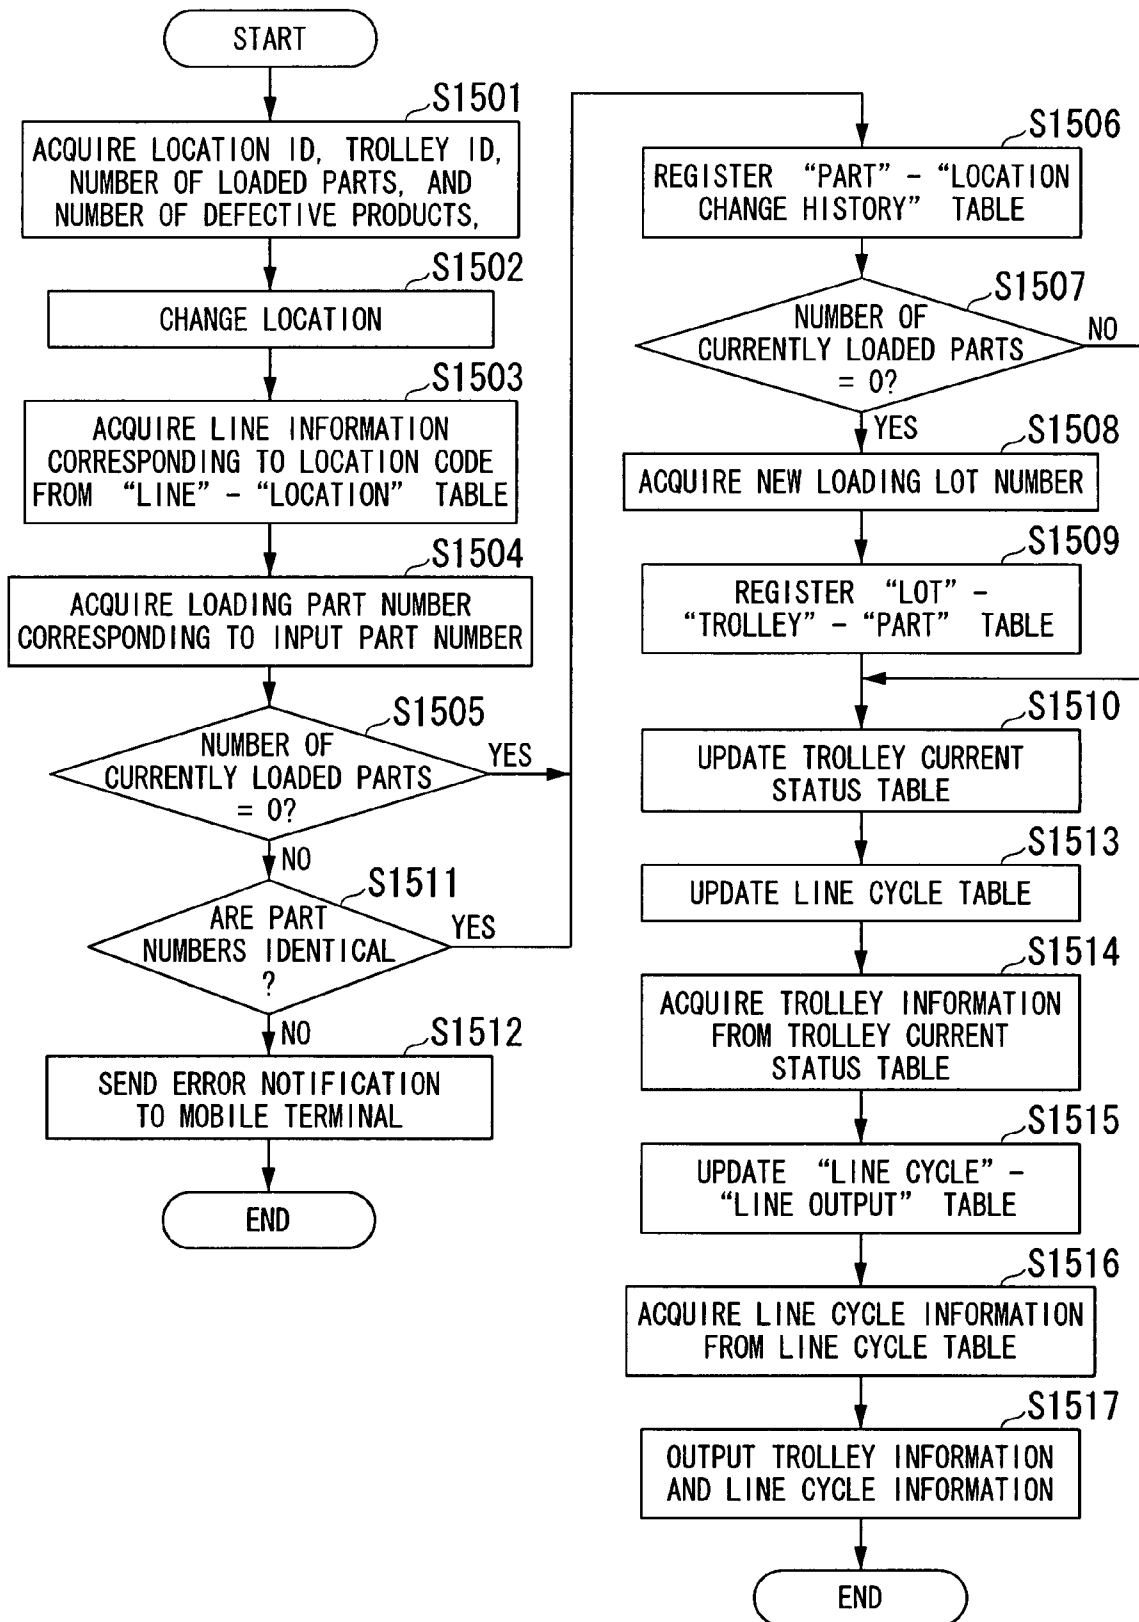 START
S1501
ACQUIRE LOCATION ID, TROLLEY ID,
NUMBER OF LOADED PARTS, AND
NUMBER OF DEFECTIVE PRODUCTS,
S1502
CHANGE LOCATION
S1503
ACQUIRE LINE INFORMATION
CORRESPONDING TO LOCATION CODE
FROM “LINE” - “LOCATION” TABLE
S1504
ACQUIRE LOADING PART NUMBER
CORRESPONDING TO INPUT PART NUMBER
S1505
NUMBER OF
CURRENTLY LOADED PARTS
= 0?
YES
NO
S1511
ARE PART
NUMBERS IDENTICAL
?
YES
NO
S1512
SEND ERROR NOTIFICATION
TO MOBILE TERMINAL
END
S1506
REGISTER “PART” - “LOCATION
CHANGE HISTORY” TABLE
S1507
NUMBER OF
CURRENTLY LOADED PARTS
= 0?
NO
YES
S1508
ACQUIRE NEW LOADING LOT NUMBER
S1509
REGISTER “LOT” -
“TROLLEY” - “PART” TABLE
S1510
UPDATE TROLLEY CURRENT
STATUS TABLE
S1513
UPDATE LINE CYCLE TABLE
S1514
ACQUIRE TROLLEY INFORMATION
FROM TROLLEY CURRENT
STATUS TABLE
S1515
UPDATE “LINE CYCLE” -
“LINE OUTPUT” TABLE
S1516
ACQUIRE LINE CYCLE INFORMATION
FROM LINE CYCLE TABLE
S1517
OUTPUT TROLLEY INFORMATION
AND LINE CYCLE INFORMATION
END